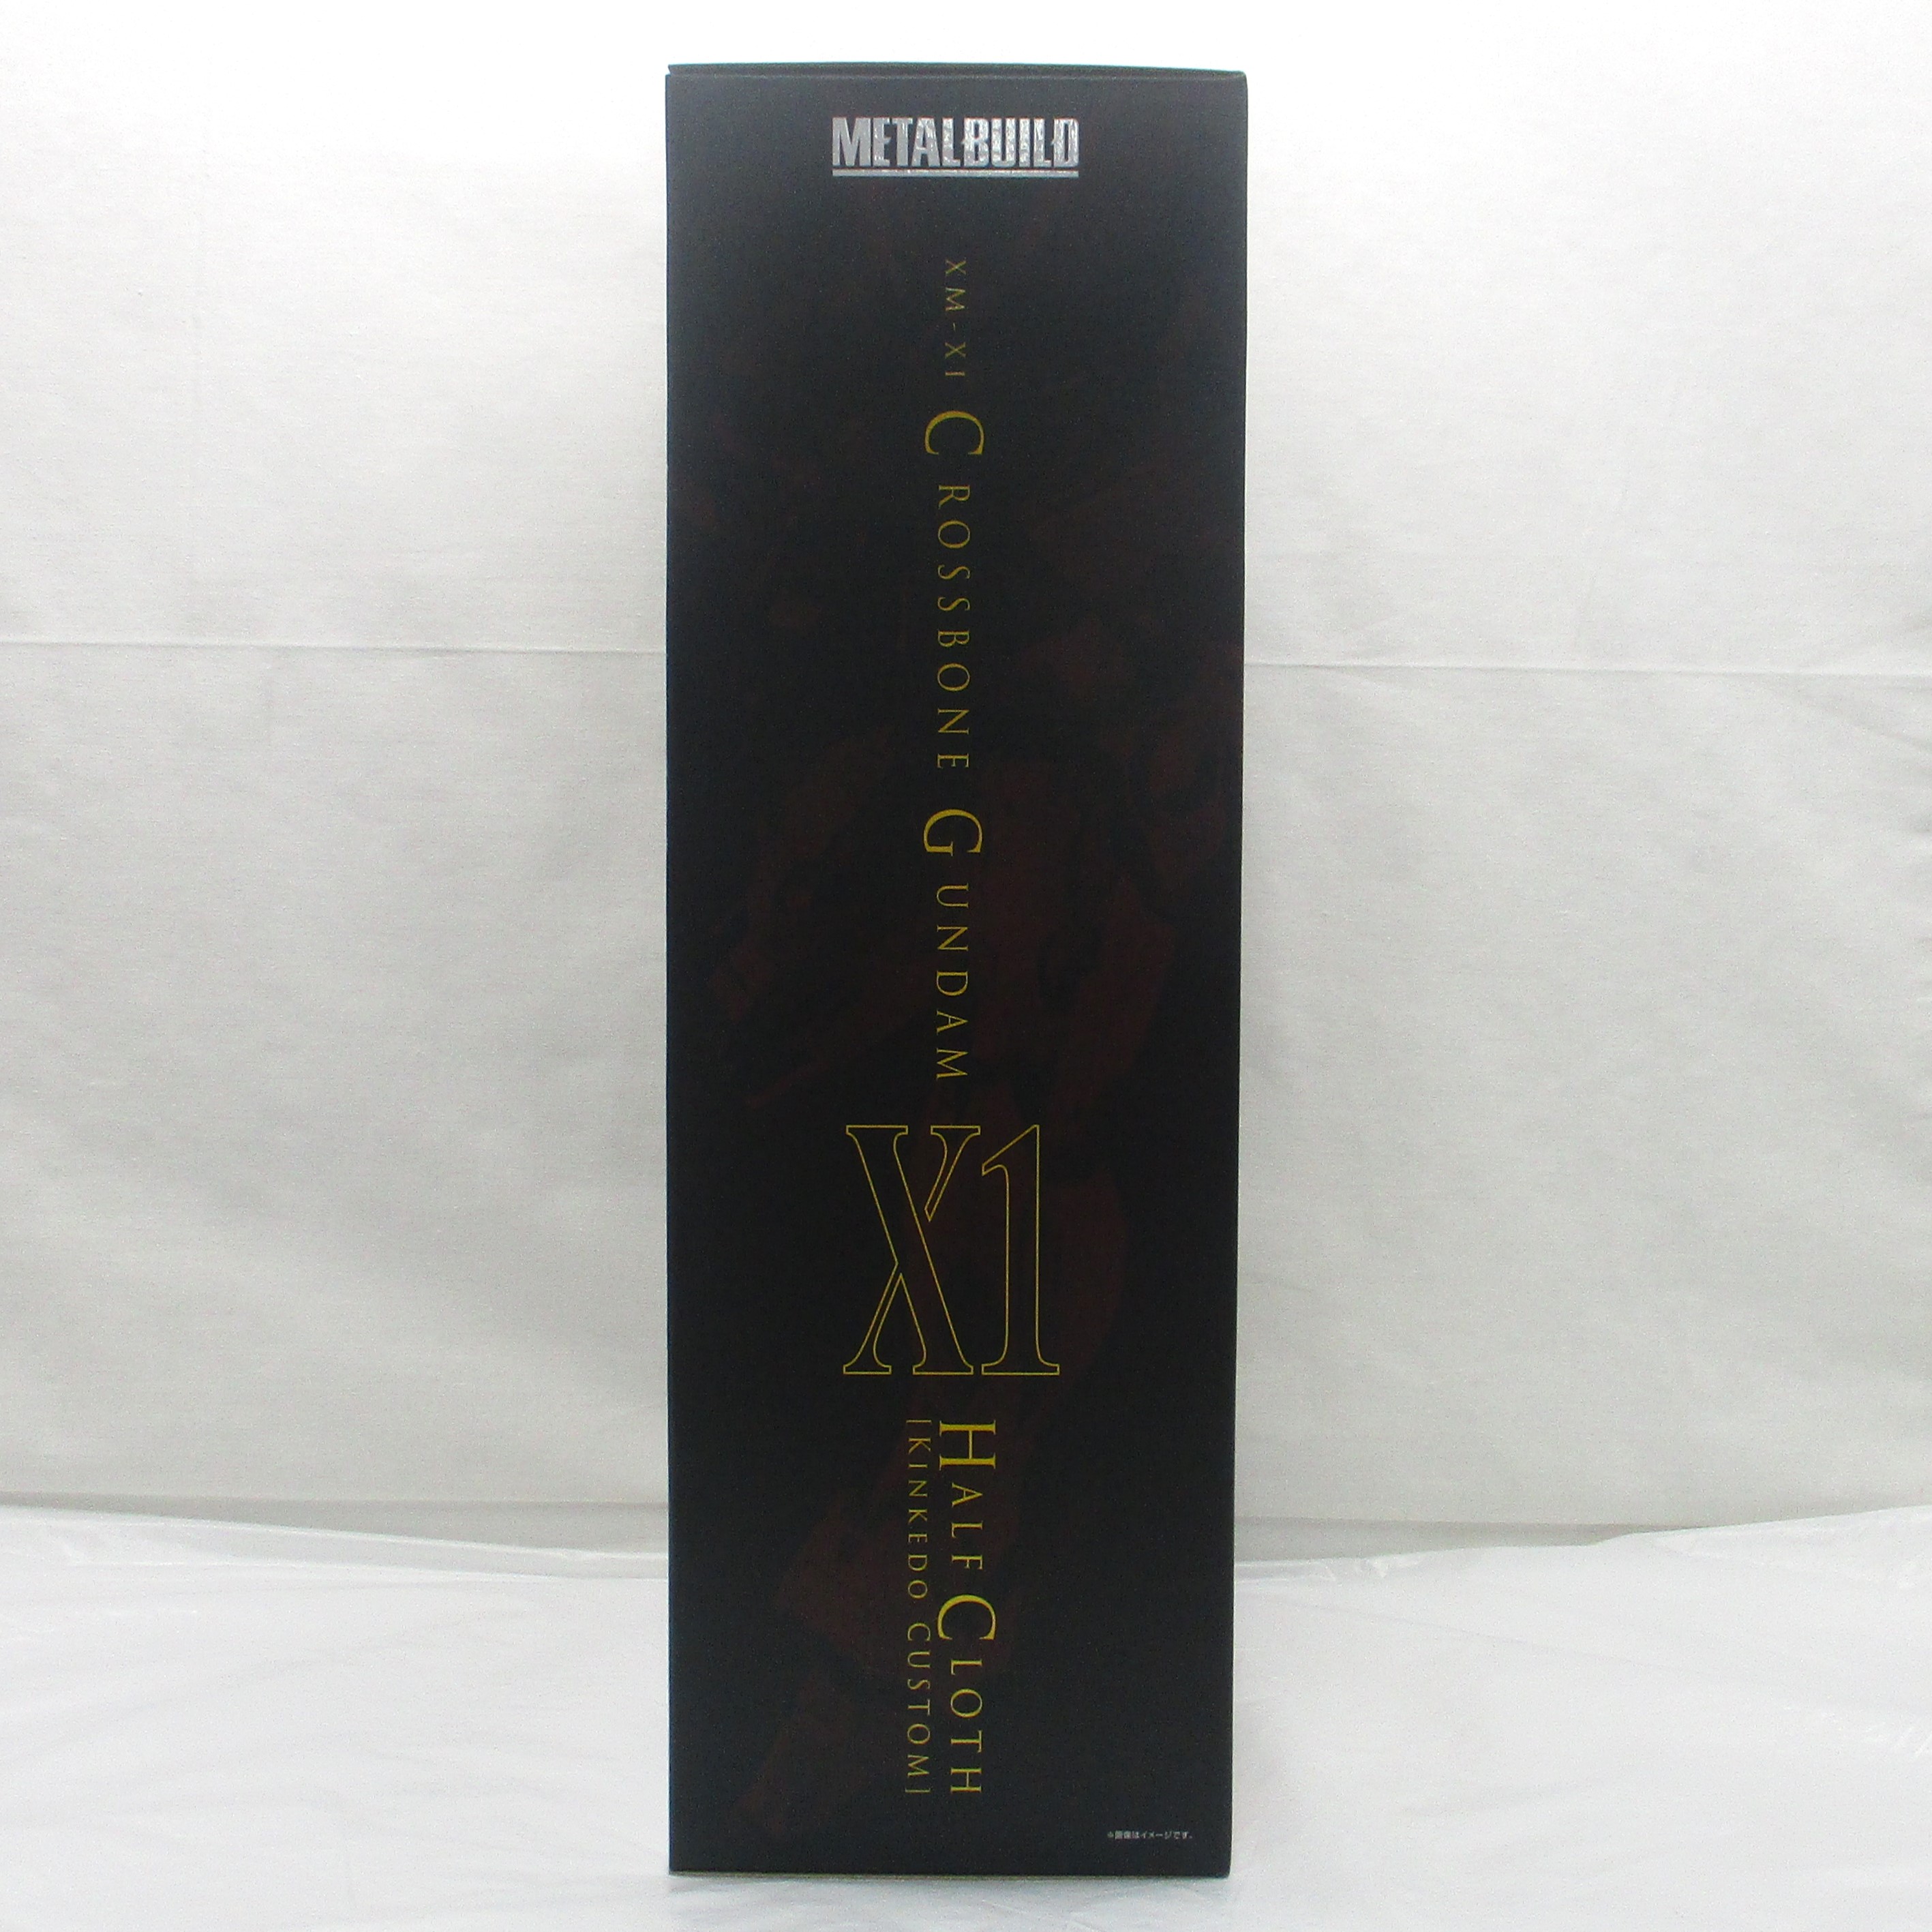 METALBUILD
XM-X1 CROSSBONE GUNDAM
X1
HALF CLOTH
[KINKEDO CUSTOM]
※画像はイメージです。